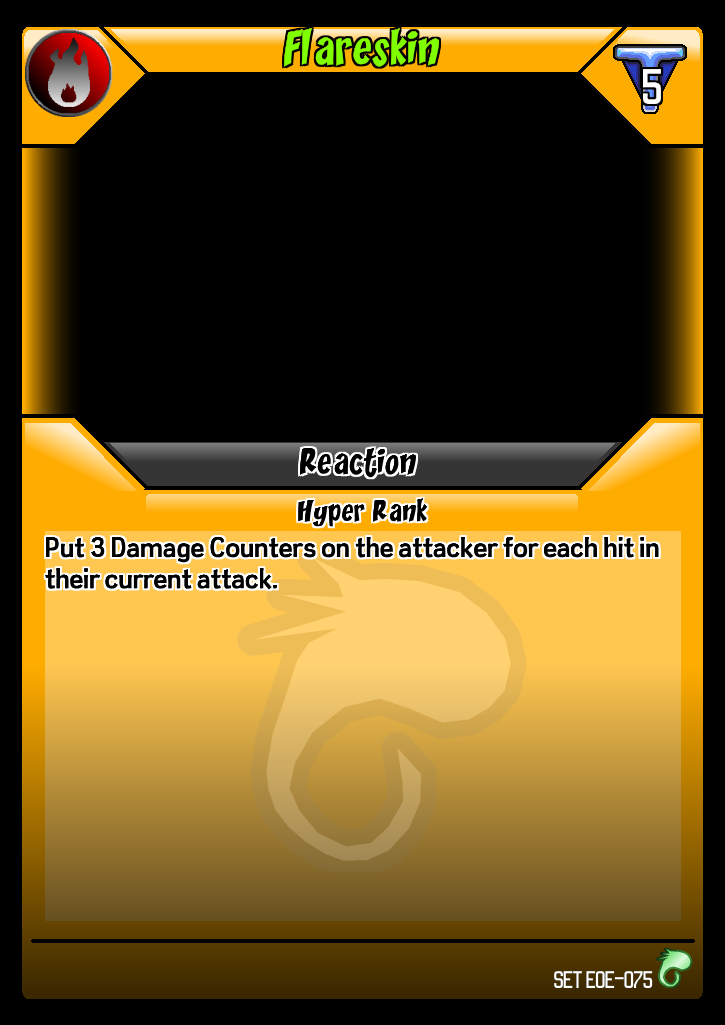 Flareskin
5
Reaction
Hyper Rank
Put 3 Damage Counters on the attacker for each hit in
their current attack.
SET EOE-075